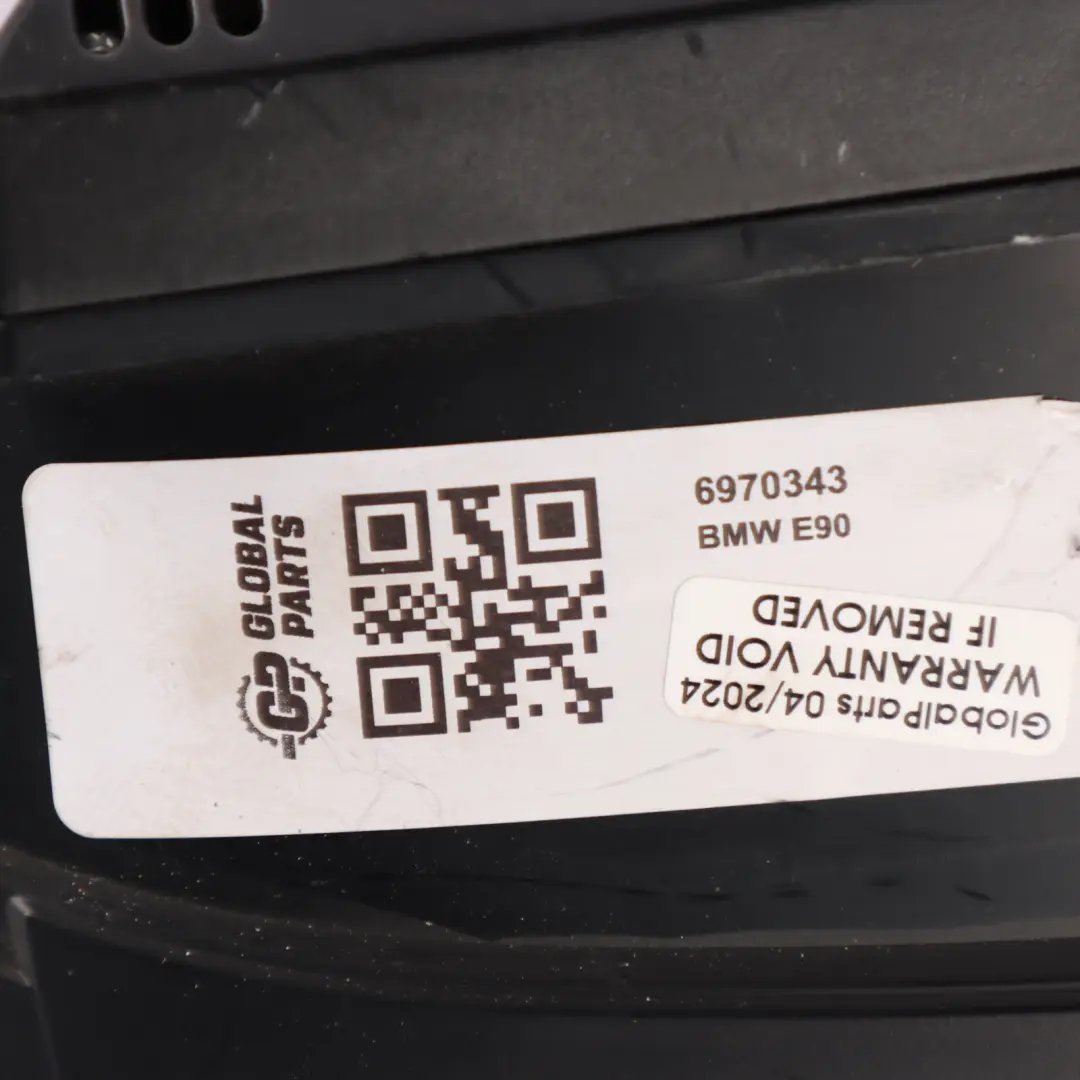 GLOBAL
PARTS
6970343
BMW E90
GlobalParts 04/2024
WARRANTY VOID
IF REMOVED